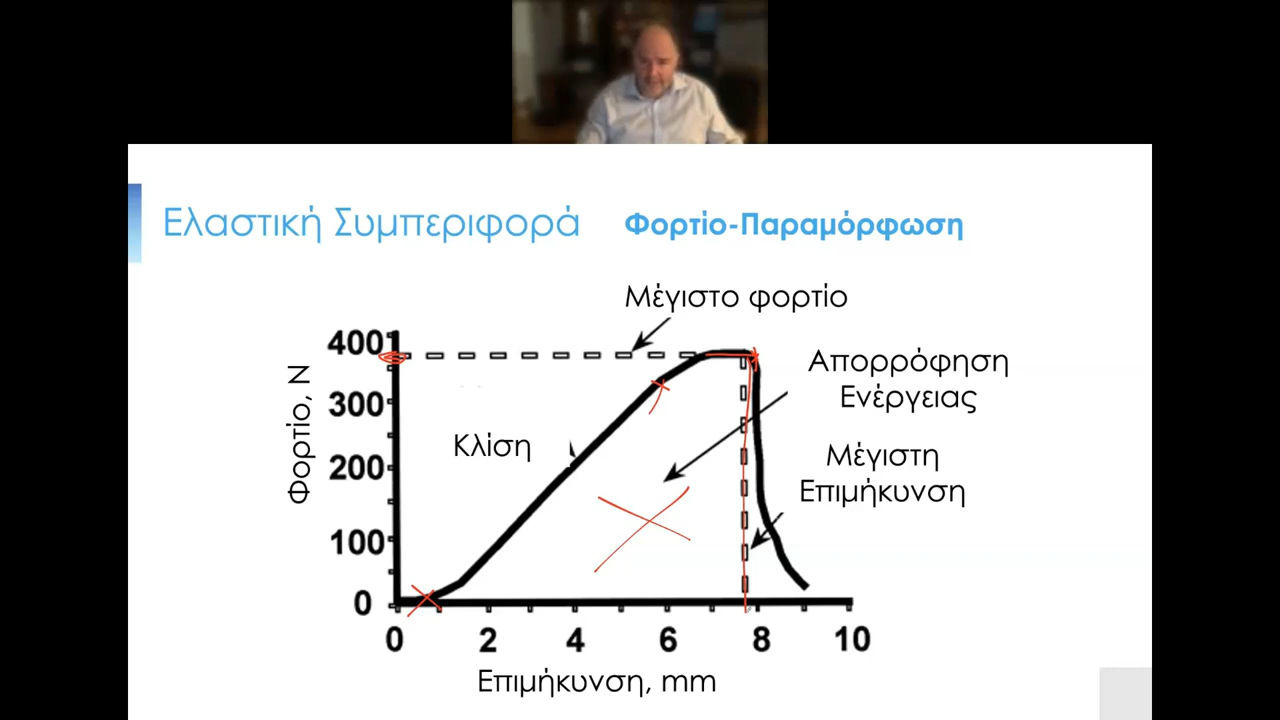 Ελαστική Συμπεριφορά
Φορτίο-Παραμόρφωση
Μέγιστο φορτίο
400
300
200
100
0
Φορτίο, N
Κλίση
Απορρόφηση
Ενέργειας
Μέγιστη
Επιμήκυνση
0 2 4 6 8 10
Επιμήκυνση, mm